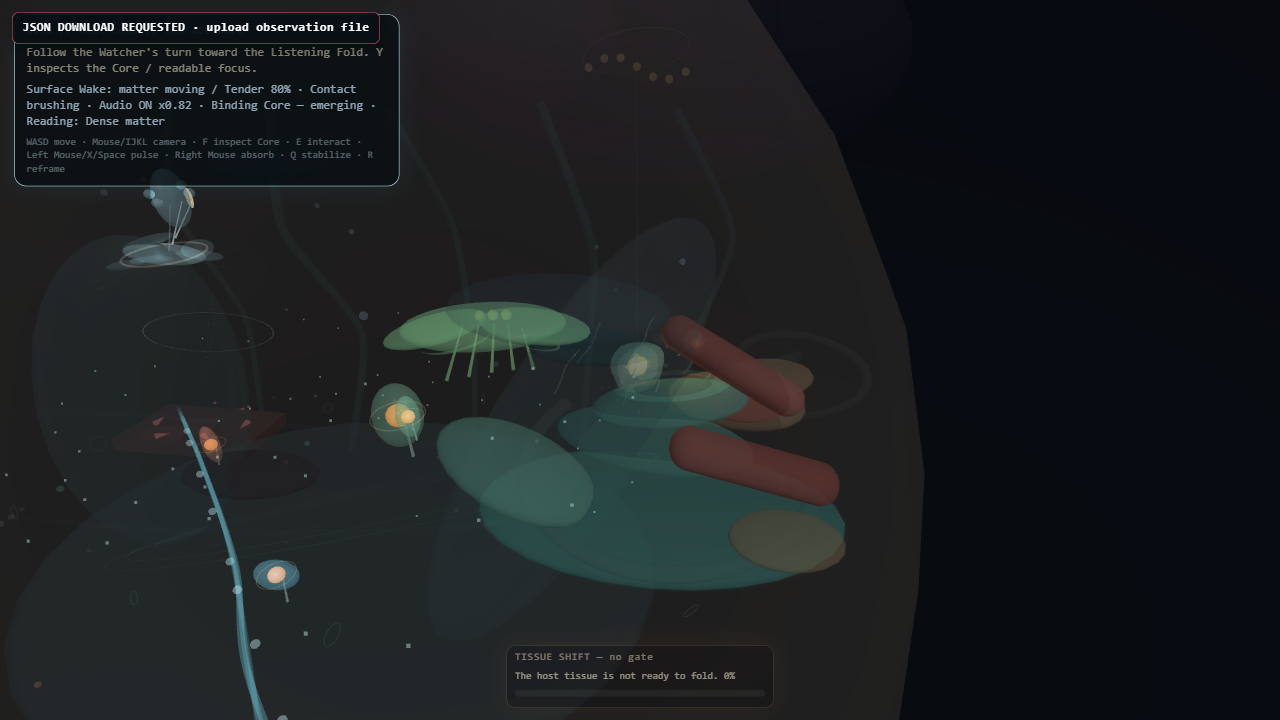 JSON DOWNLOAD REQUESTED · upload observation file
Follow the Watcher's turn toward the Listening Fold. Y
inspects the Core / readable focus.
Surface Wake: matter moving / Tender 80% · Contact
brushing · Audio ON x0.82 · Binding Core — emerging ·
Reading: Dense matter
WASD move · Mouse/IJKL camera · F inspect Core · E interact ·
Left Mouse/X/Space pulse · Right Mouse absorb · Q stabilize · R
reframe
TISSUE SHIFT — no gate
The host tissue is not ready to fold. 0%